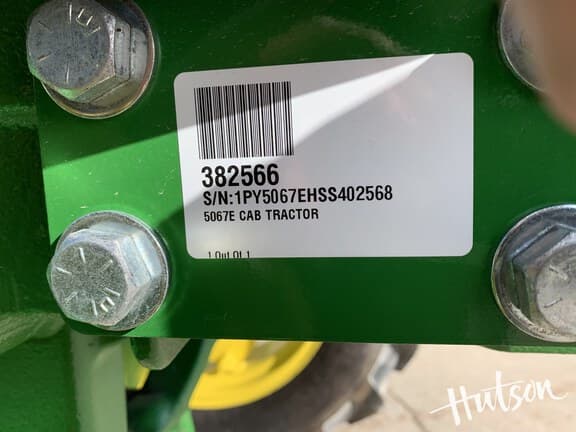 382566
S/N:1PY5067EHSS402568
5067E CAB TRACTOR
1 Out Of 1
Hutson